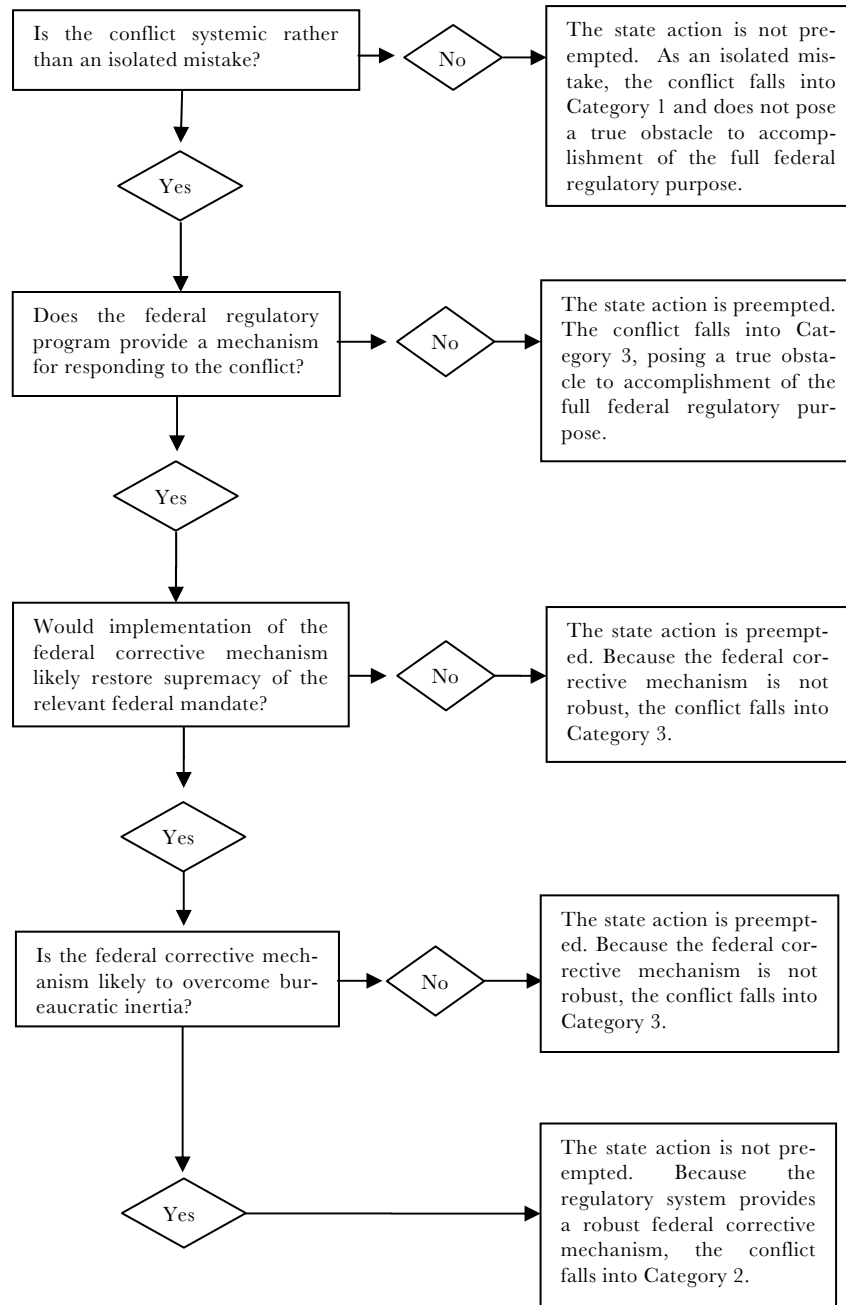 Is the conflict systemic rather
than an isolated mistake?
No
The state action is not pre-
empted. As an isolated mis-
take, the conflict falls into
Category 1 and does not pose
a true obstacle to accomp-
lishment of the full federal
regulatory purpose.
Yes
Does the federal regulatory
program provide a mechanism
for responding to the conflict?
No
The state action is preempted.
The conflict falls into Cat-
egory 3, posing a true obsta-
cle to accomplishment of the
full federal regulatory pur-
pose.
Yes
Would implementation of the
federal corrective mechanism
likely restore supremacy of the
relevant federal mandate?
No
The state action is preempt-
ed. Because the federal cor-
rective mechanism is not
robust, the conflict falls into
Category 3.
Yes
Is the federal corrective mech-
anism likely to overcome bur-
eaucratic inertia?
No
The state action is preempt-
ed. Because the federal cor-
rective mechanism is not
robust, the conflict falls into
Category 3.
Yes
The state action is not pre-
empted. Because the
regulatory system provides
a robust federal corrective
mechanism, the conflict
falls into Category 2.